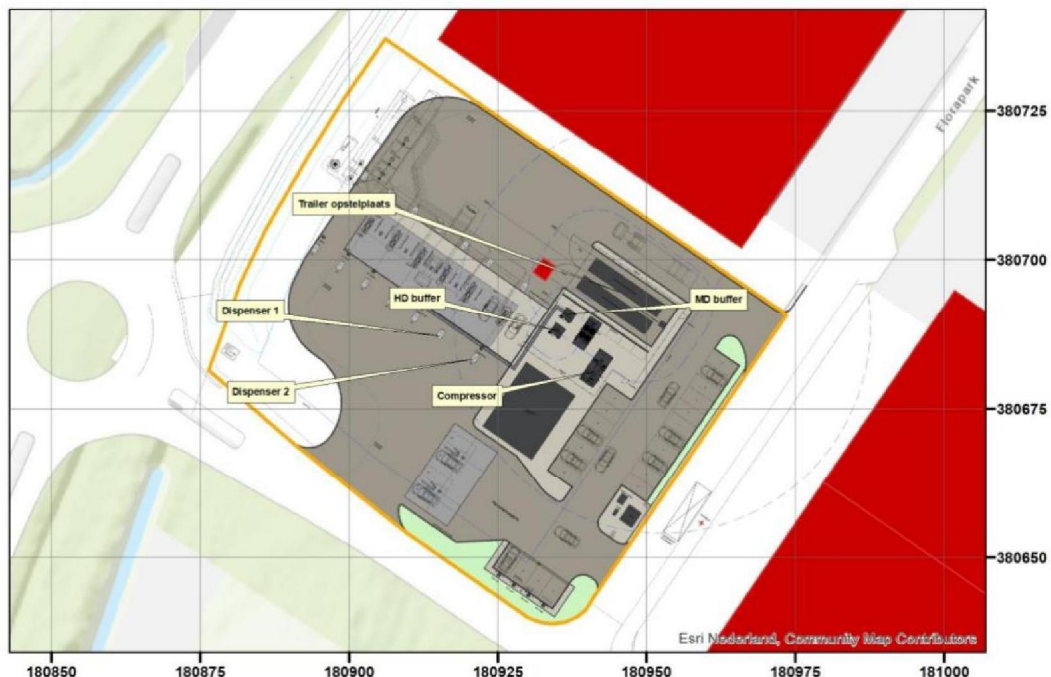 380725
Florapark
Trailer opstelplaats
380700
HD buffer
MD buffer
Dispenser 1
Dispenser 2
Compressor
380675
380650
Esri Nederland, Community Map Contributors
180850
180875
180900
180925
180950
180975
181000